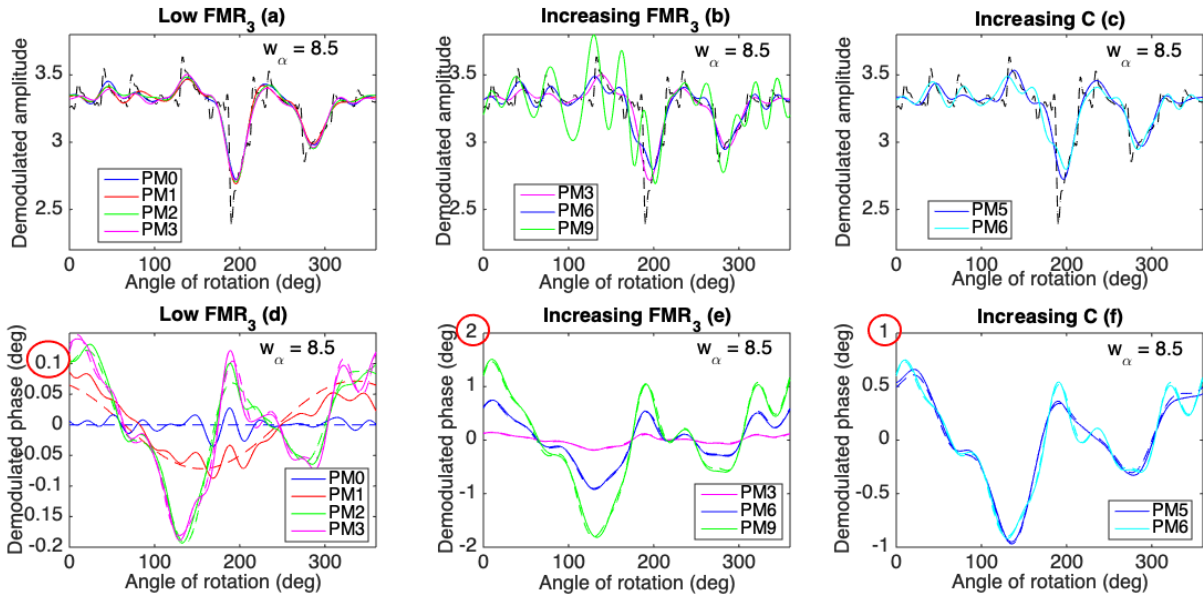 Low FMR3 (a)
Demodulated amplitude
3.5
3
2.5
wα = 8.5
PM0
PM1
PM2
PM3
0 100 200 300
Angle of rotation (deg)
Increasing FMR3 (b)
Demodulated amplitude
3.5
3
2.5
wα = 8.5
PM3
PM6
PM9
0 100 200 300
Angle of rotation (deg)
Increasing C (c)
Demodulated amplitude
3.5
3
2.5
wα = 8.5
PM5
PM6
0 100 200 300
Angle of rotation (deg)
Low FMR3 (d)
Demodulated phase (deg)
0.1
0.05
0
-0.05
-0.1
-0.15
-0.2
wα = 8.5
PM0
PM1
PM2
PM3
0 100 200 300
Angle of rotation (deg)
Increasing FMR3 (e)
Demodulated phase (deg)
2
1
0
-1
-2
wα = 8.5
PM3
PM6
PM9
0 100 200 300
Angle of rotation (deg)
Increasing C (f)
Demodulated phase (deg)
1
0.5
0
-0.5
-1
wα = 8.5
PM5
PM6
0 100 200 300
Angle of rotation (deg)